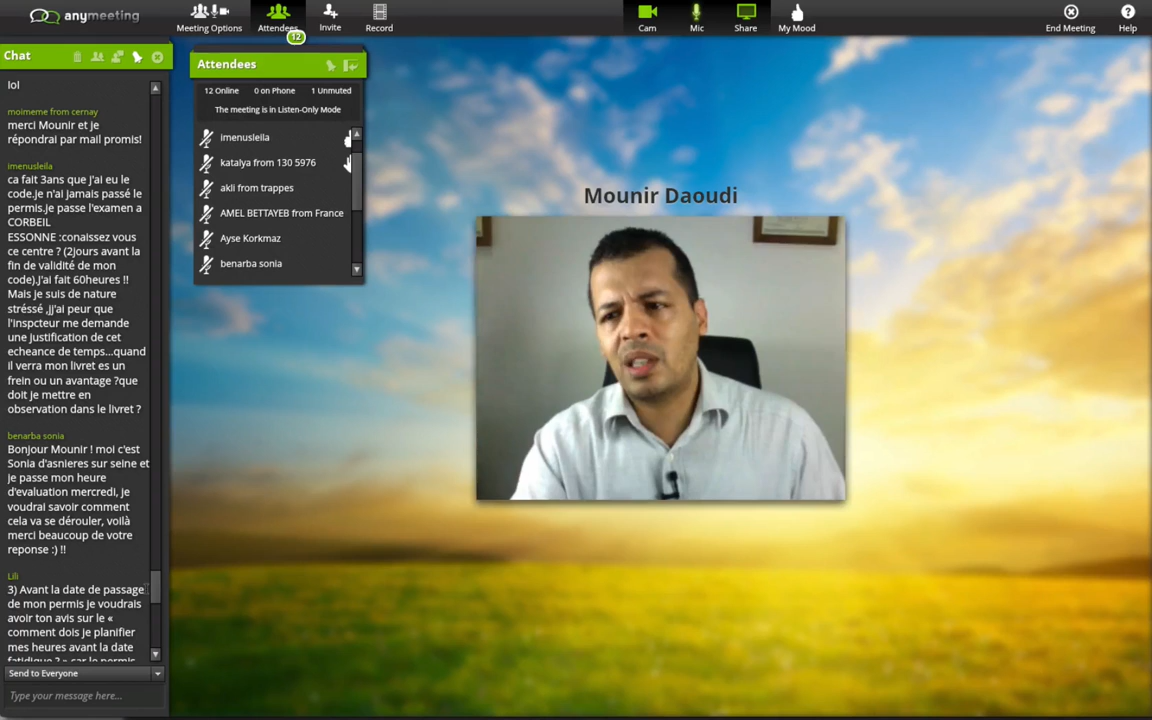 anymeeting
Meeting Options
Attendees
12
Invite
Record
Cam
Mic
Share
My Mood
End Meeting
Help
Chat
lol
moimeme from cernay
merci Mounir et je
répondrai par mail promis!
imenusleila
ca fait 3ans que J'ai eu le
code.je n'ai jamais passé le
permis.je passe l'examen a
CORBEIL
ESSONNE :conaissez vous
ce centre ? (2jours avant la
fin de validité de mon
code).J'ai fait 60heures !!
Mais je suis de nature
stréssé ,jj'ai peur que
l'inspcteur me demande
une justification de cet
echeance de temps...quand
il verra mon livret es un
frein ou un avantage ?que
doit je mettre en
observation dans le livret ?
benarba sonia
Bonjour Mounir ! moi c'est
Sonia d'asnieres sur seine et
je passe mon heure
d'evaluation mercredi, je
voudrai savoir comment
cela va se dérouler, voilà
merci beaucoup de votre
reponse :) !!
Lili
3) Avant la date de passage
de mon permis je voudrais
avoir ton avis sur le «
comment dois je planifier
mes heures avant la date
fatidique ? » car le permis
Send to Everyone
Type your message here...
Attendees
12 Online 0 on Phone 1 Unmuted
The meeting is in Listen-Only Mode
imenusleila
katalya from 130 5976
akli from trappes
AMEL BETTAYEB from France
Ayse Korkmaz
benarba sonia
Mounir Daoudi